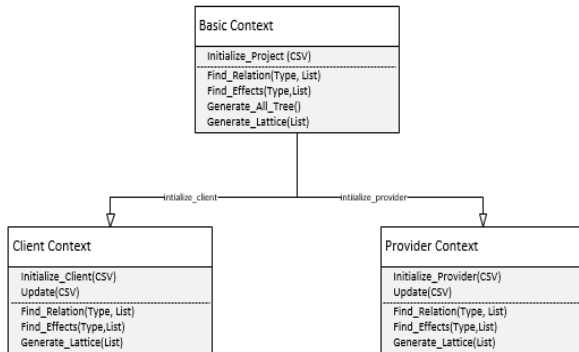 Basic Context
Initialize_Project (CSV)
Find_Relation(Type, List)
Find_Effects(Type,List)
Generate_All_Tree()
Generate_Lattice(List)
intialize_client
intiialize_provider
Client Context
Initialize_Client(CSV)
Update(CSV)
Find_Relation(Type, List)
Find_Effects(Type,List)
Generate_Lattice(List)
Provider Context
Initialize_Provider(CSV)
Update(CSV)
Find_Relation(Type, List)
Find_Effects(Type,List)
Generate_Lattice(List)